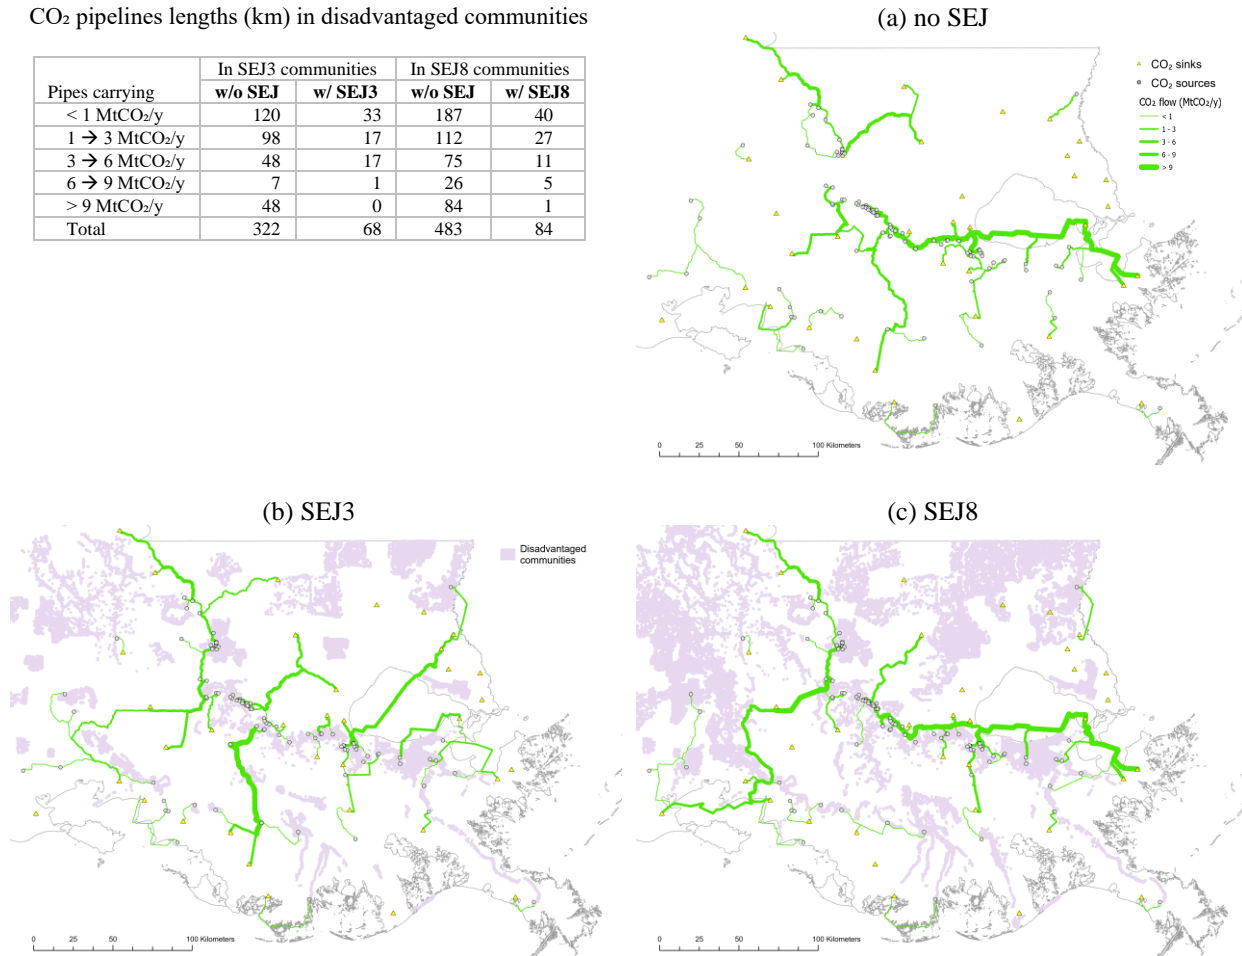 CO₂ pipelines lengths (km) in disadvantaged communities
In SEJ3 communities In SEJ8 communities
Pipes carrying w/o SEJ w/ SEJ3 w/o SEJ w/ SEJ8
< 1 MtCO₂/y 120 33 187 40
1 → 3 MtCO₂/y 98 17 112 27
3 → 6 MtCO₂/y 48 17 75 11
6 → 9 MtCO₂/y 7 1 26 5
> 9 MtCO₂/y 48 0 84 1
Total 322 68 483 84
(a) no SEJ
CO₂ sinks
CO₂ sources
CO₂ flow (MtCO₂/y)
< 1
1 - 3
3 - 6
6 - 9
> 9
0 25 50 100 Kilometers
(b) SEJ3
Disadvantaged
communities
0 25 50 100 Kilometers
(c) SEJ8
0 25 50 100 Kilometers